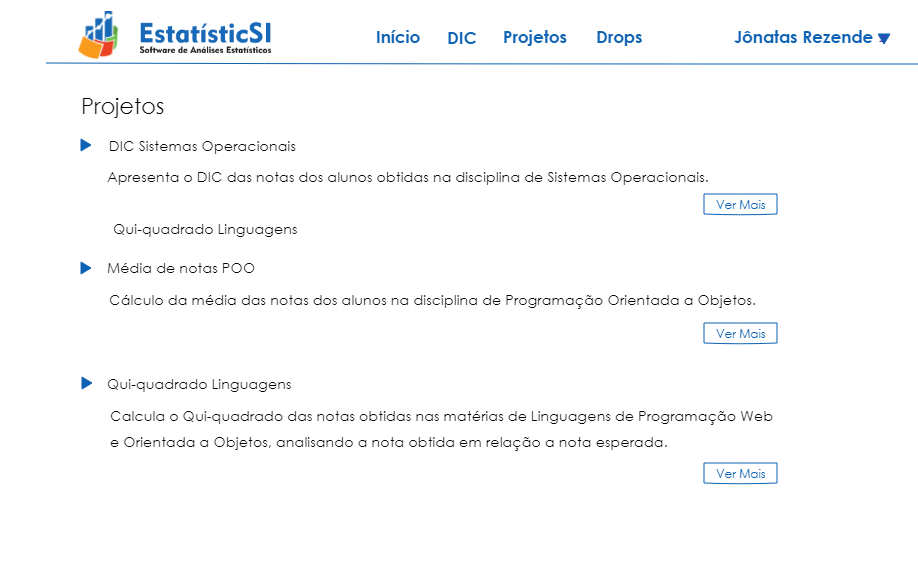 EstatísticSI
Software de Análises Estatísticas
Início DIC Projetos Drops Jônatas Rezende
Projetos
DIC Sistemas Operacionais
Apresenta o DIC das notas dos alunos obtidas na disciplina de Sistemas Operacionais.
Ver Mais
Qui-quadrado Linguagens
Média de notas POO
Cálculo da média das notas dos alunos na disciplina de Programação Orientada a Objetos.
Ver Mais
Qui-quadrado Linguagens
Calcula o Qui-quadrado das notas obtidas nas matérias de Linguagens de Programação Web
e Orientada a Objetos, analisando a nota obtida em relação a nota esperada.
Ver Mais